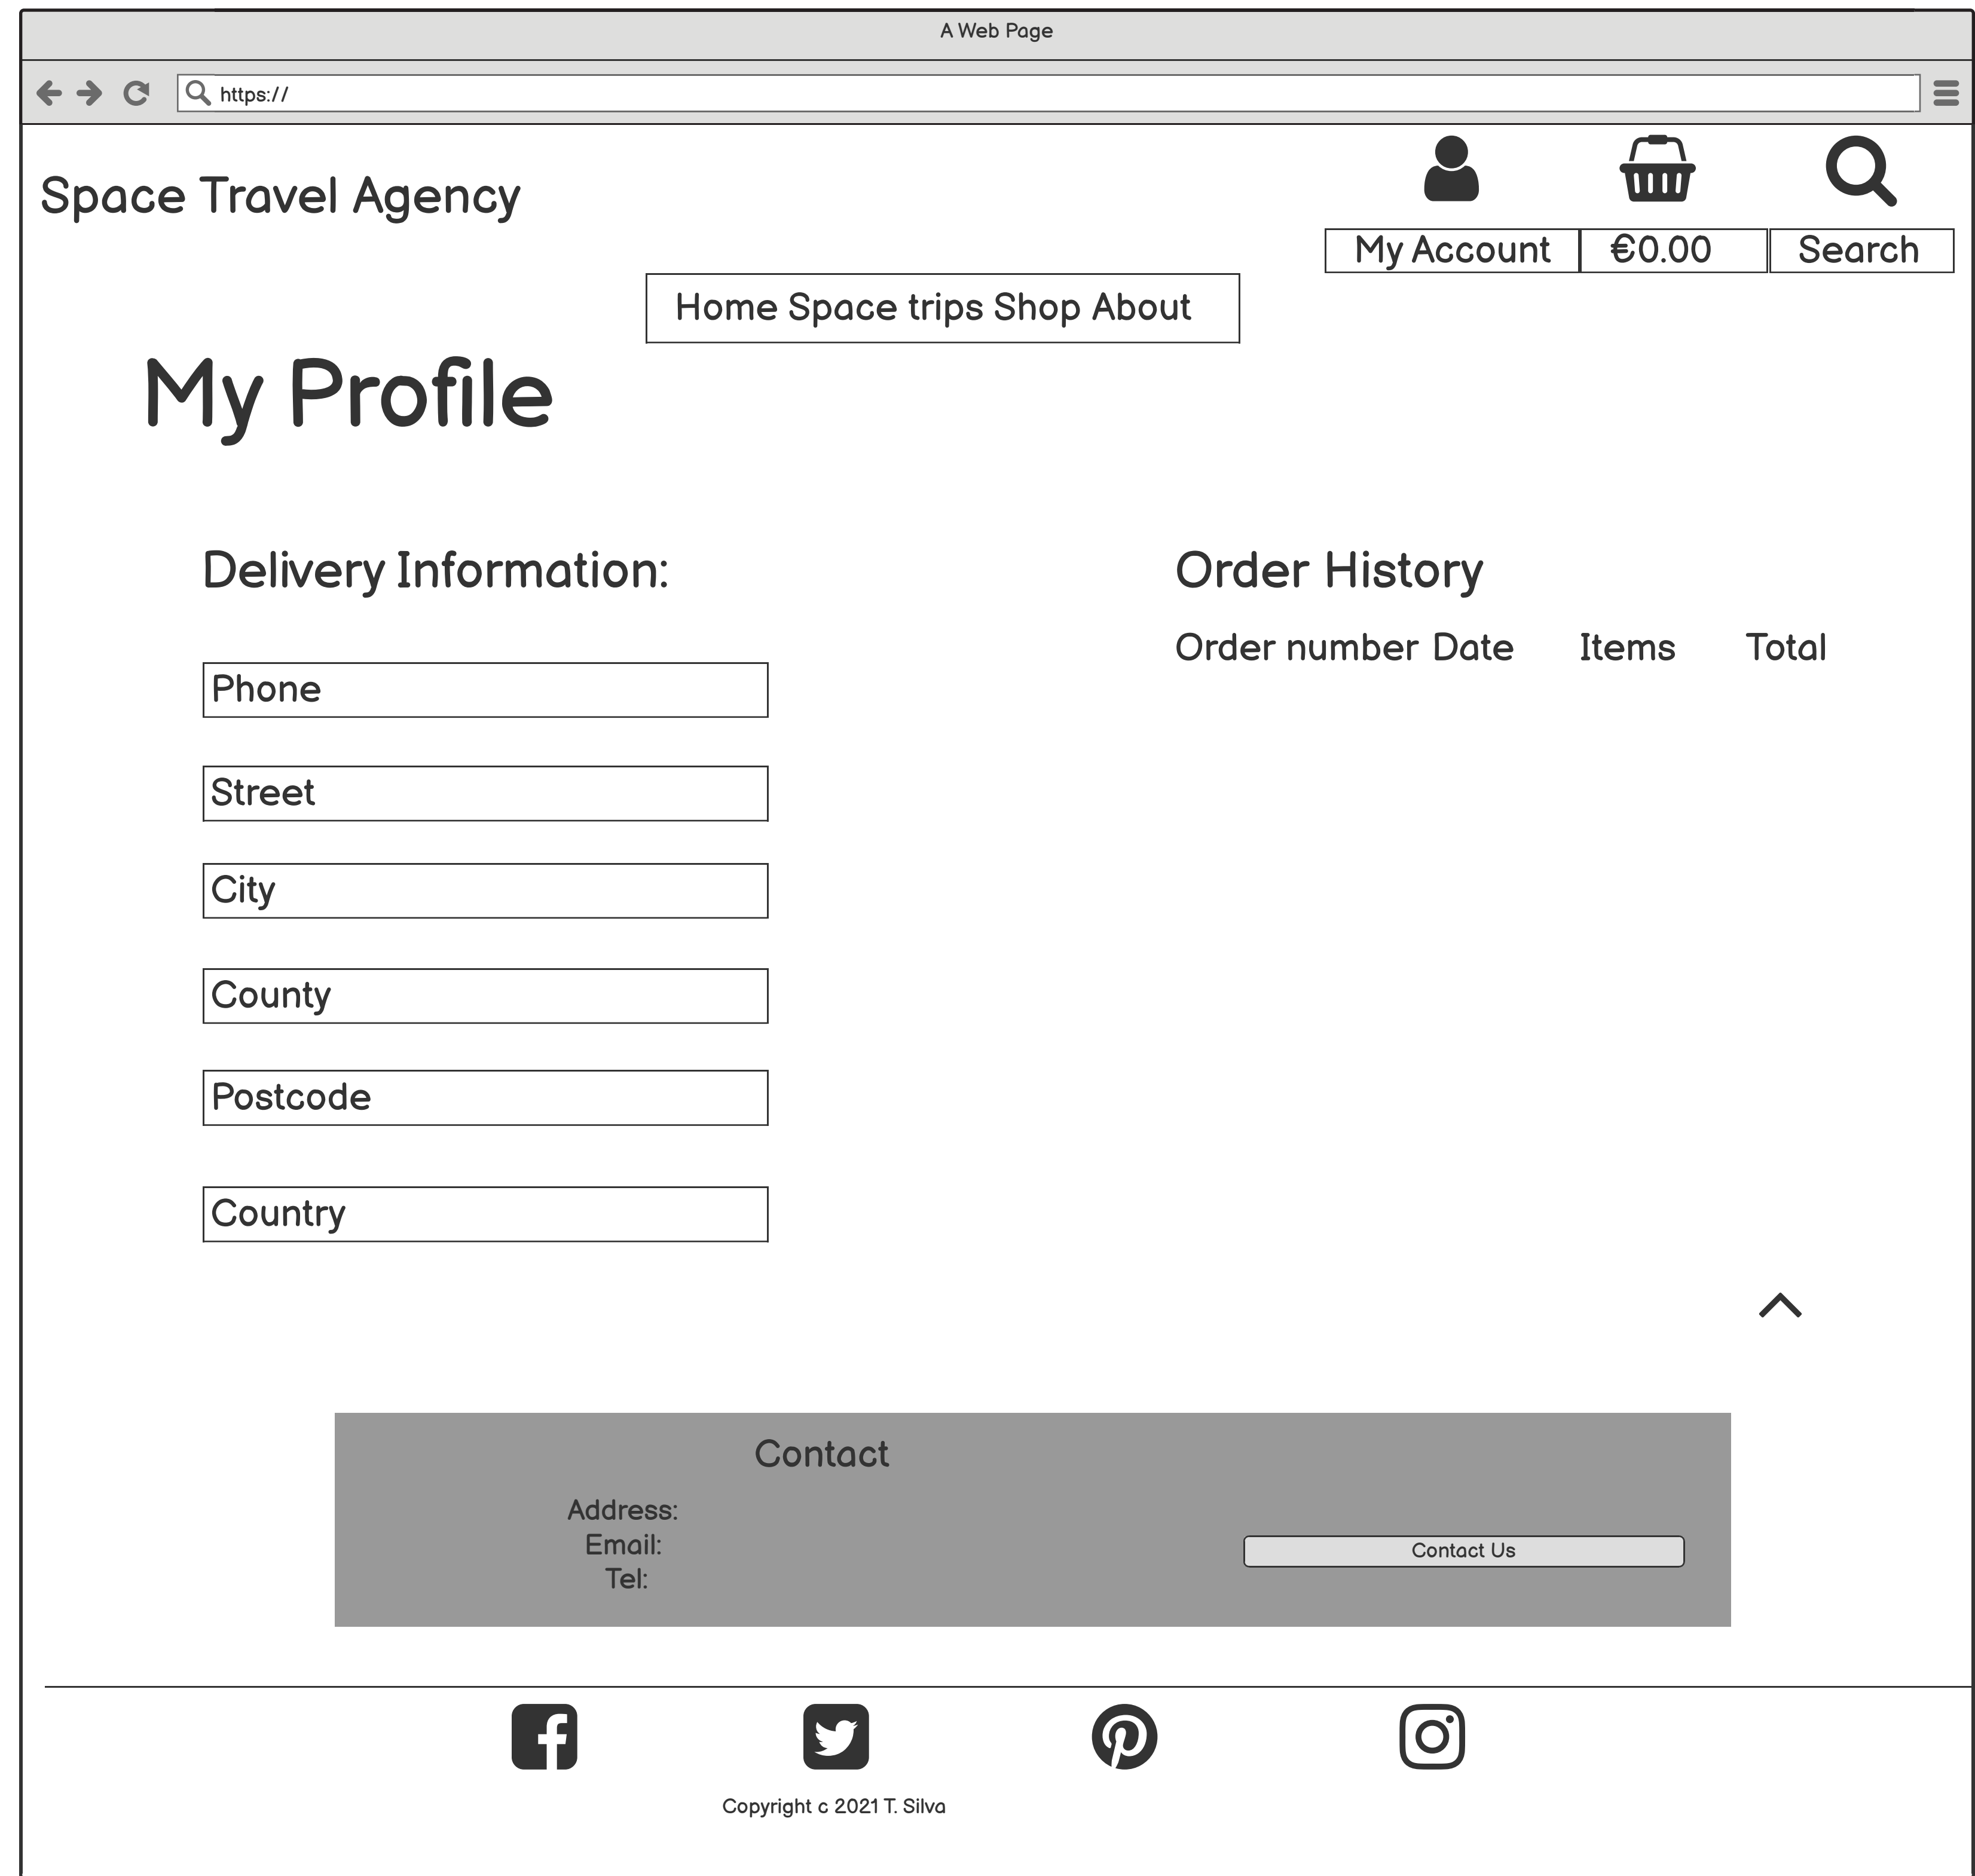 A Web Page
https://
Space Travel Agency
My Account €0.00 Search
Home Space trips Shop About
My Profile
Delivery Information:
Order History
Order number Date Items Total
Phone
Street
City
County
Postcode
Country
Contact
Address:
Email:
Tel:
Contact Us
Copyright c 2021 T. Silva